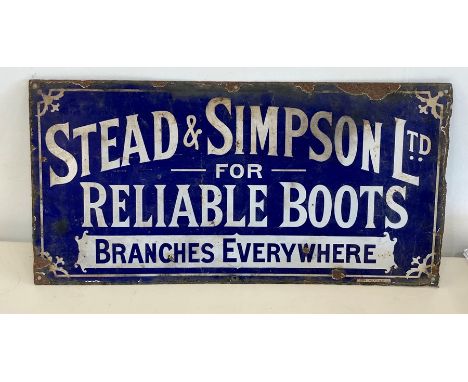 STEAD & SIMPSON LTD
FOR
RELIABLE BOOTS
BRANCHES EVERYWHERE